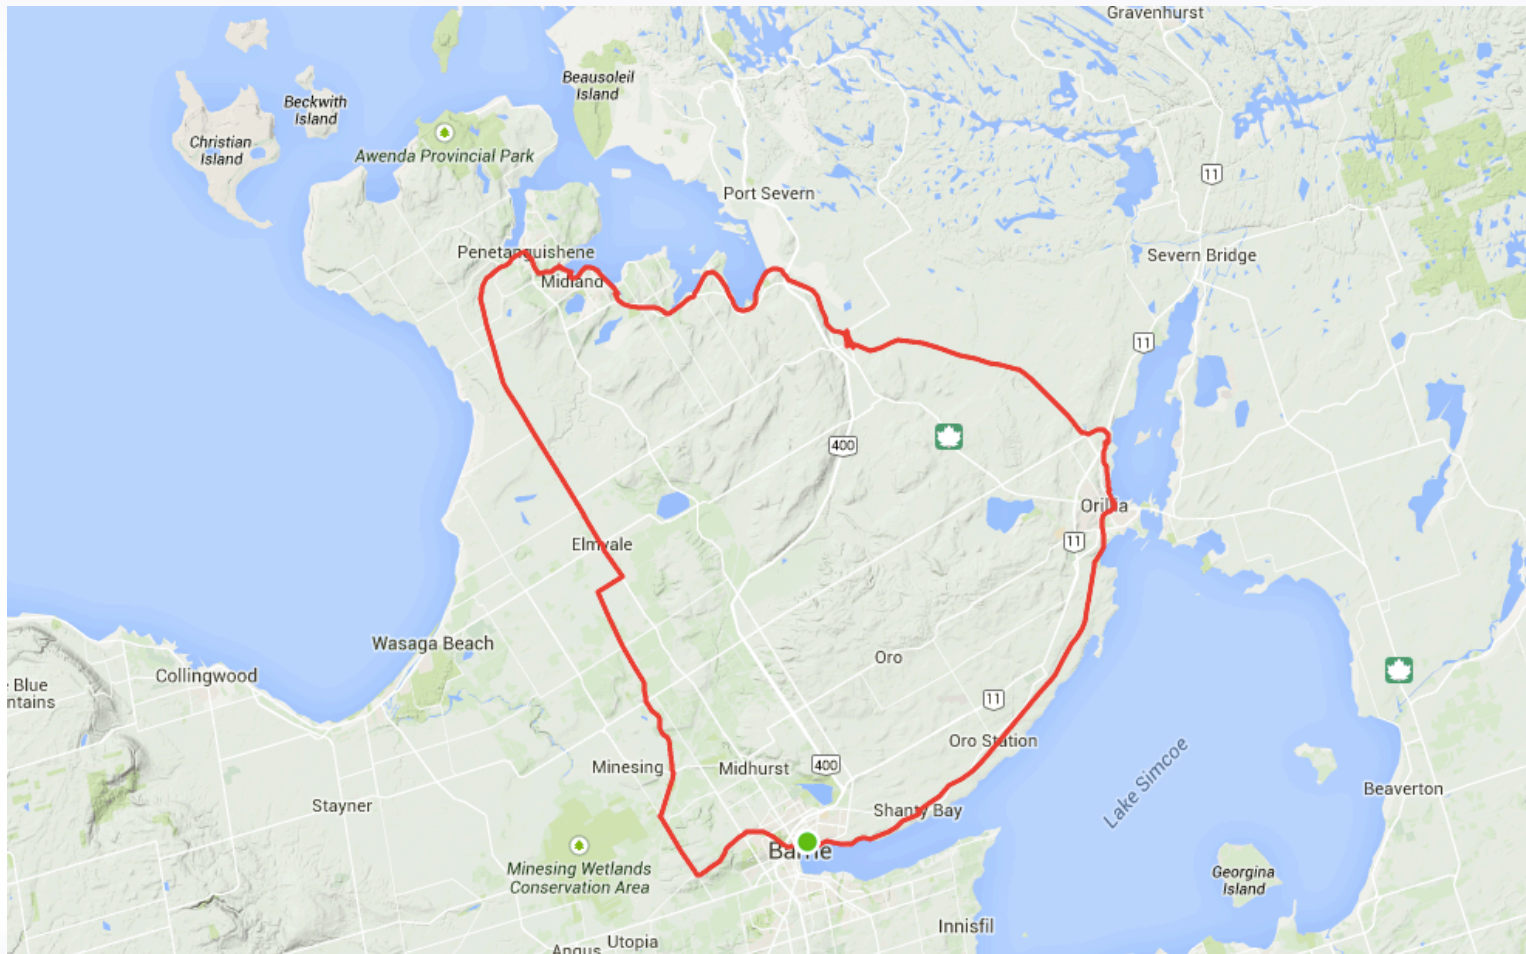 Gravenhurst
Beausoleil
Island
Beckwith
Island
Christian
Island
Awenda Provincial Park
11
Port Severn
Penetanguishene
Severn Bridge
Midland
11
400
Orillia
11
Elmvale
Wasaga Beach
Oro
Collingwood
e Blue
ntains
11
Oro Station
Minesing
Midhurst
400
Lake Simcoe
Beaverton
Stayner
Shanty Bay
Barrie
Minesing Wetlands
Conservation Area
Georgina
Island
Innisfil
Utopia
Angus